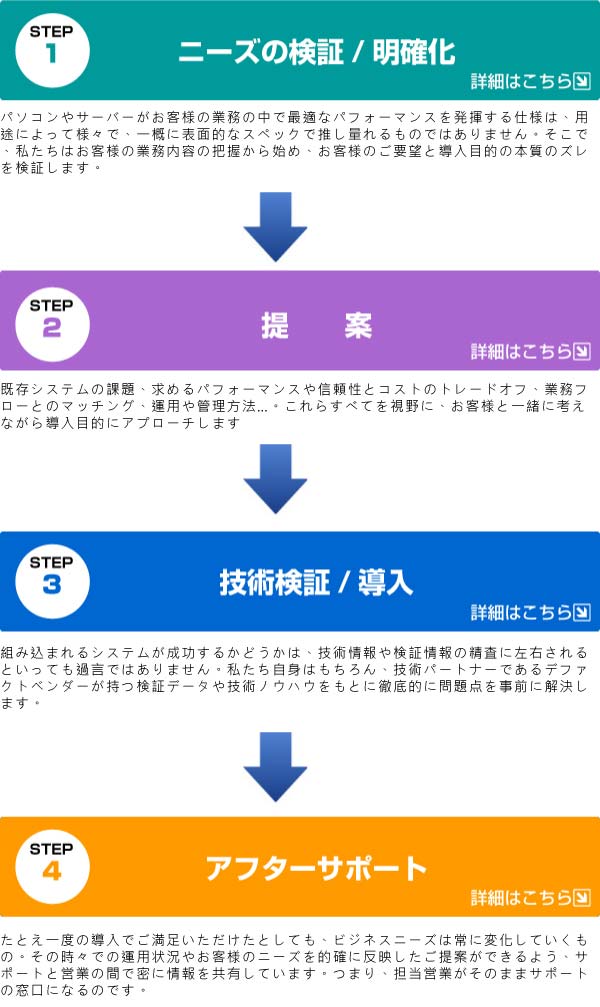 STEP
1
ニーズの検証 / 明確化
詳細はこちら
パソコンやサーバーがお客様の業務の中で最適なパフォーマンスを発揮する仕様は、用
途によって様々で、一概に表面的なスペックで推し量れるものではありません。そこで
、私たちはお客様の業務内容の把握から始め、お客様のご要望と導入目的の本質のズレ
を検証します。
STEP
2
提　　案
詳細はこちら
既存システムの課題、求めるパフォーマンスや信頼性とコストのトレードオフ、業務フ
ローとのマッチング、運用や管理方法...。これらすべてを視野に、お客様と一緒に考え
ながら導入目的にアプローチします
STEP
3
技術検証 / 導入
詳細はこちら
組み込まれるシステムが成功するかどうかは、技術情報や検証情報の精査に左右される
といっても過言ではありません。私たち自身はもちろん、技術パートナーであるデファ
クトベンダーが持つ検証データや技術ノウハウをもとに徹底的に問題点を事前に解決し
ます。
STEP
4
アフターサポート
詳細はこちら
たとえ一度の導入でご満足いただけたとしても、ビジネスニーズは常に変化していくも
の。その時々での運用状況やお客様のニーズを的確に反映したご提案ができるよう、サ
ポートと営業の間で密に情報を共有しています。つまり、担当営業がそのままサポート
の窓口になるのです。